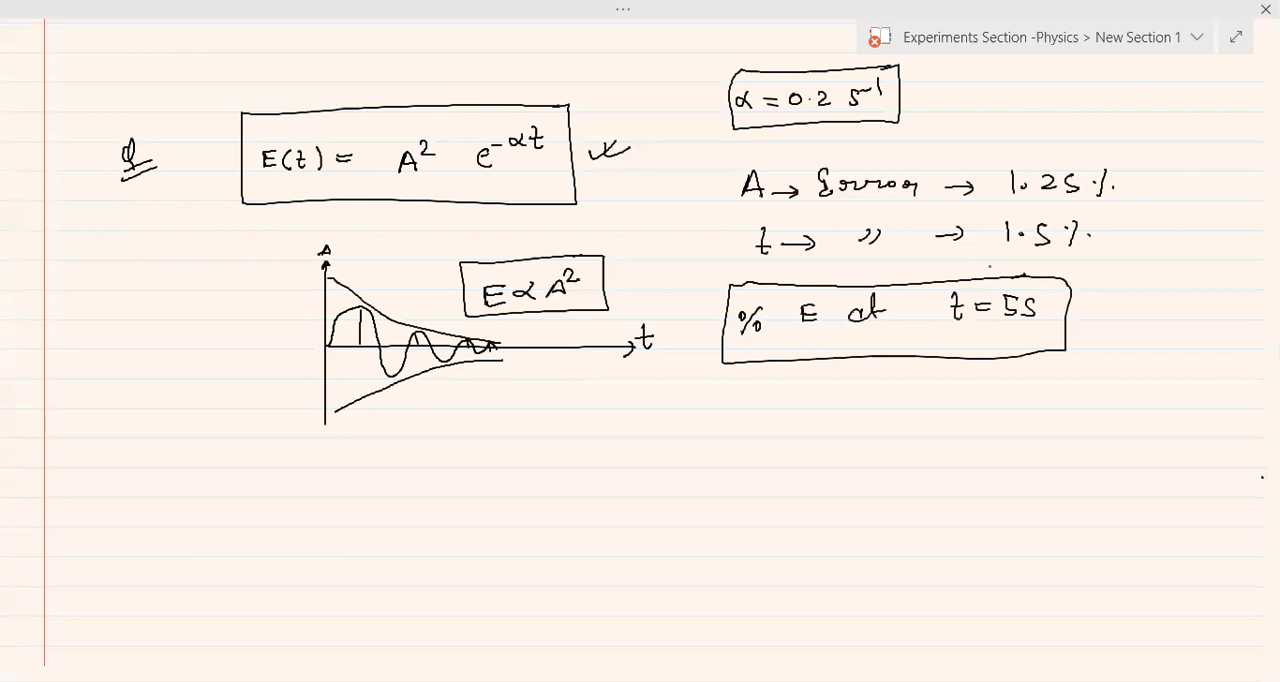 Experiments Section -Physics > New Section 1
α = 0.2 s⁻¹
Q E(t) = A² e^-αt
A → Error → 1.25 %.
t → " → 1.5 %.
A
E ∝ A²
% E at t = 5s
t